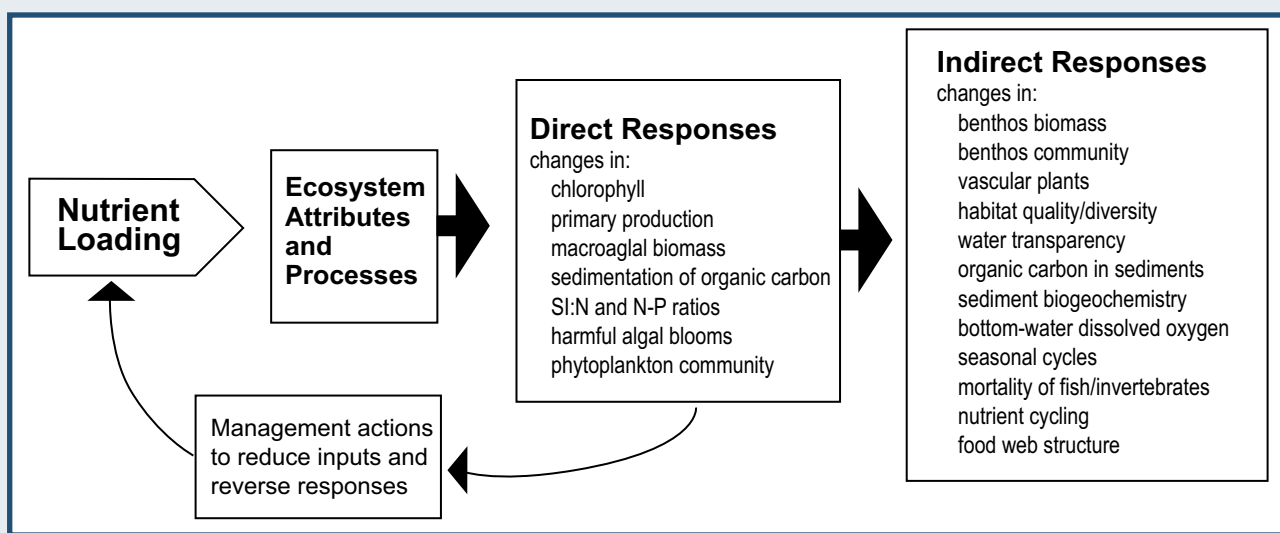 Nutrient
Loading
Ecosystem
Attributes
and
Processes
Direct Responses
changes in:
chlorophyll
primary production
macroaglal biomass
sedimentation of organic carbon
SI:N and N-P ratios
harmful algal blooms
phytoplankton community
Indirect Responses
changes in:
benthos biomass
benthos community
vascular plants
habitat quality/diversity
water transparency
organic carbon in sediments
sediment biogeochemistry
bottom-water dissolved oxygen
seasonal cycles
mortality of fish/invertebrates
nutrient cycling
food web structure
Management actions
to reduce inputs and
reverse responses